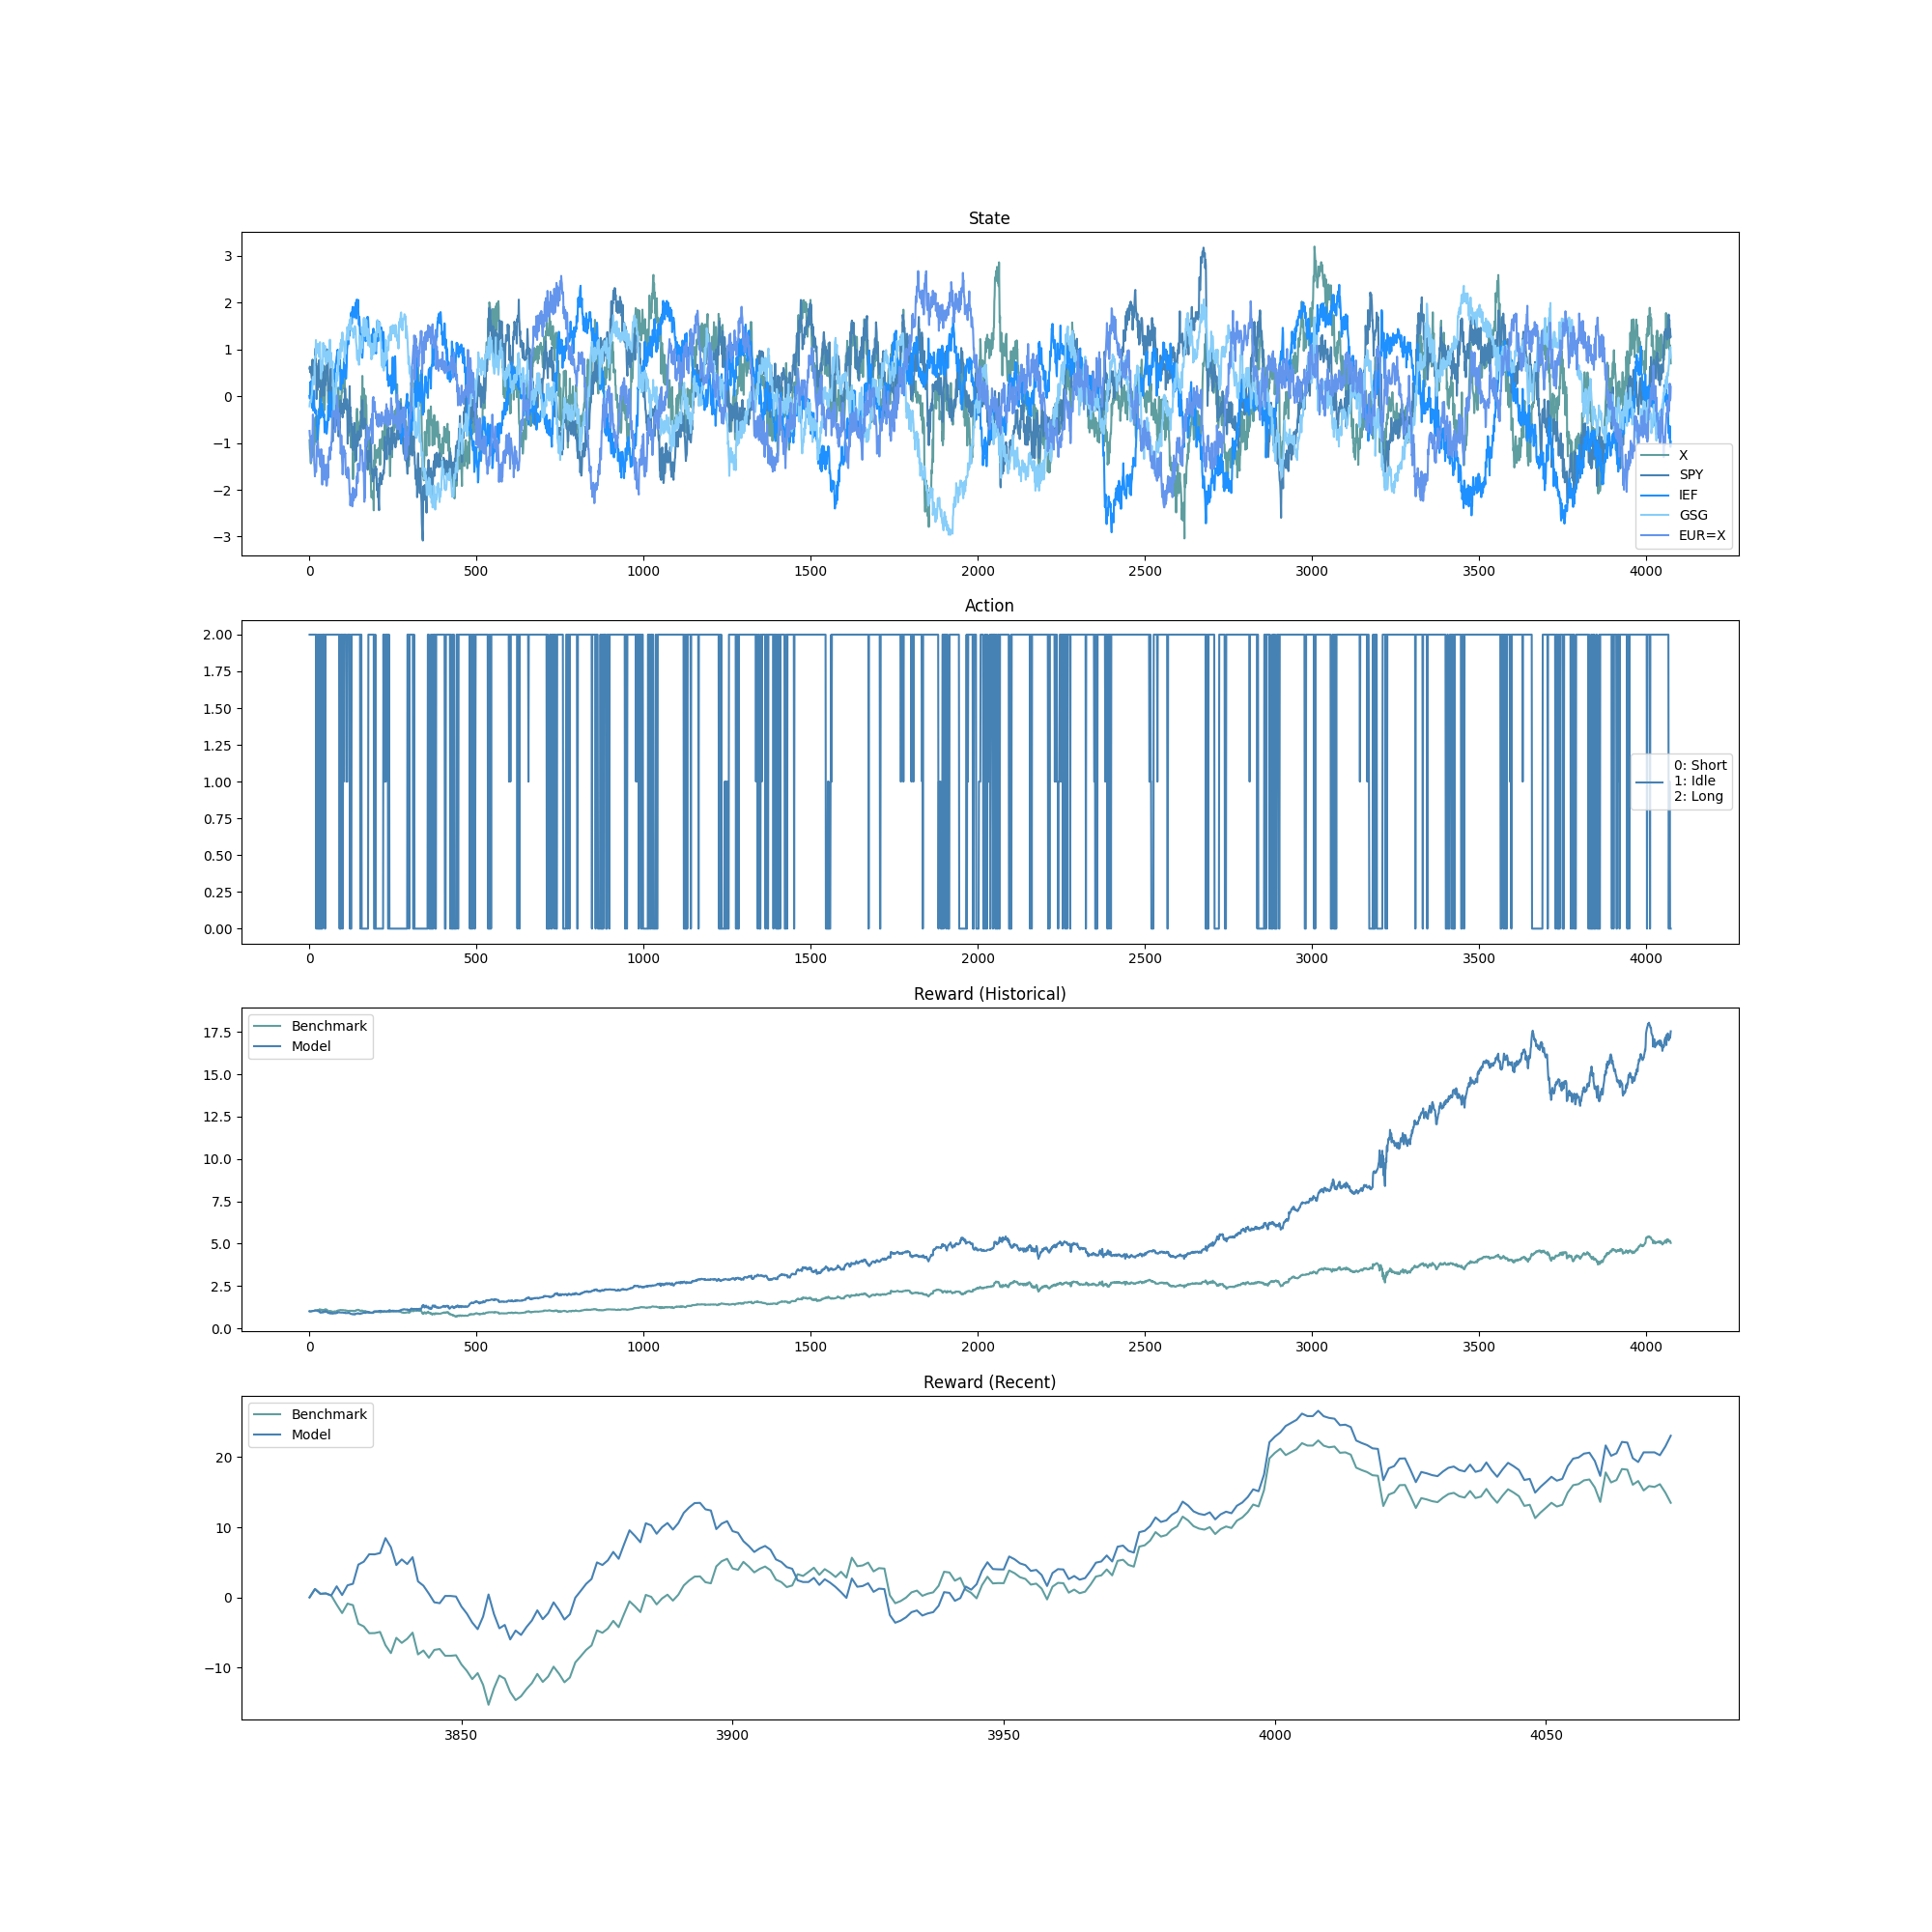 State
3
2
1
0
−1
−2
−3
X
SPY
IEF
GSG
EUR=X
0 500 1000 1500 2000 2500 3000 3500 4000
Action
2.00
1.75
1.50
1.25
1.00
0.75
0.50
0.25
0.00
0: Short
1: Idle
2: Long
0 500 1000 1500 2000 2500 3000 3500 4000
Reward (Historical)
Benchmark
Model
17.5
15.0
12.5
10.0
7.5
5.0
2.5
0.0
0 500 1000 1500 2000 2500 3000 3500 4000
Reward (Recent)
Benchmark
Model
20
10
0
−10
3850 3900 3950 4000 4050